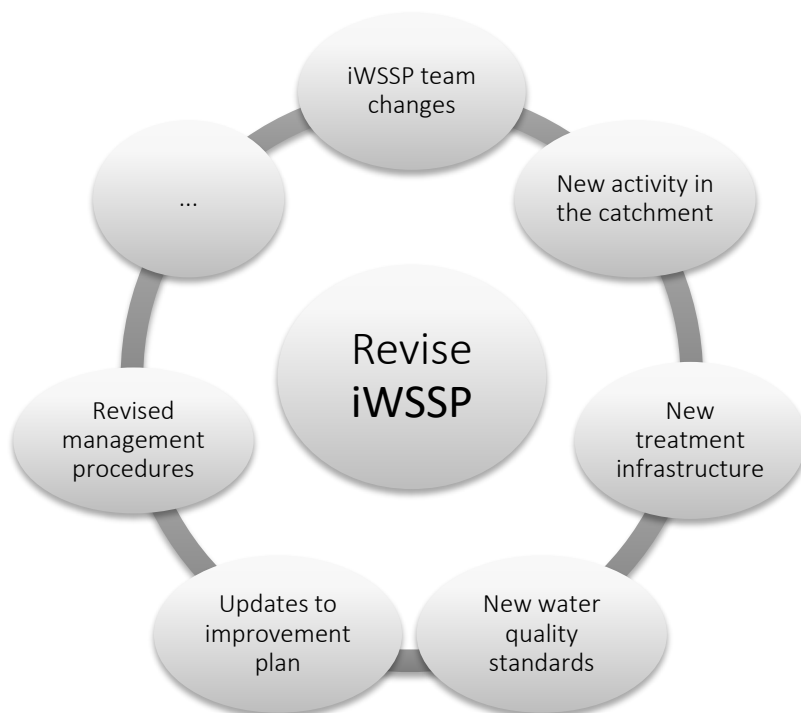 iWSSP team
changes
New activity in
the catchment
New
treatment
infrastructure
New water
quality
standards
Updates to
improvement
plan
Revised
management
procedures
...
Revise
iWSSP